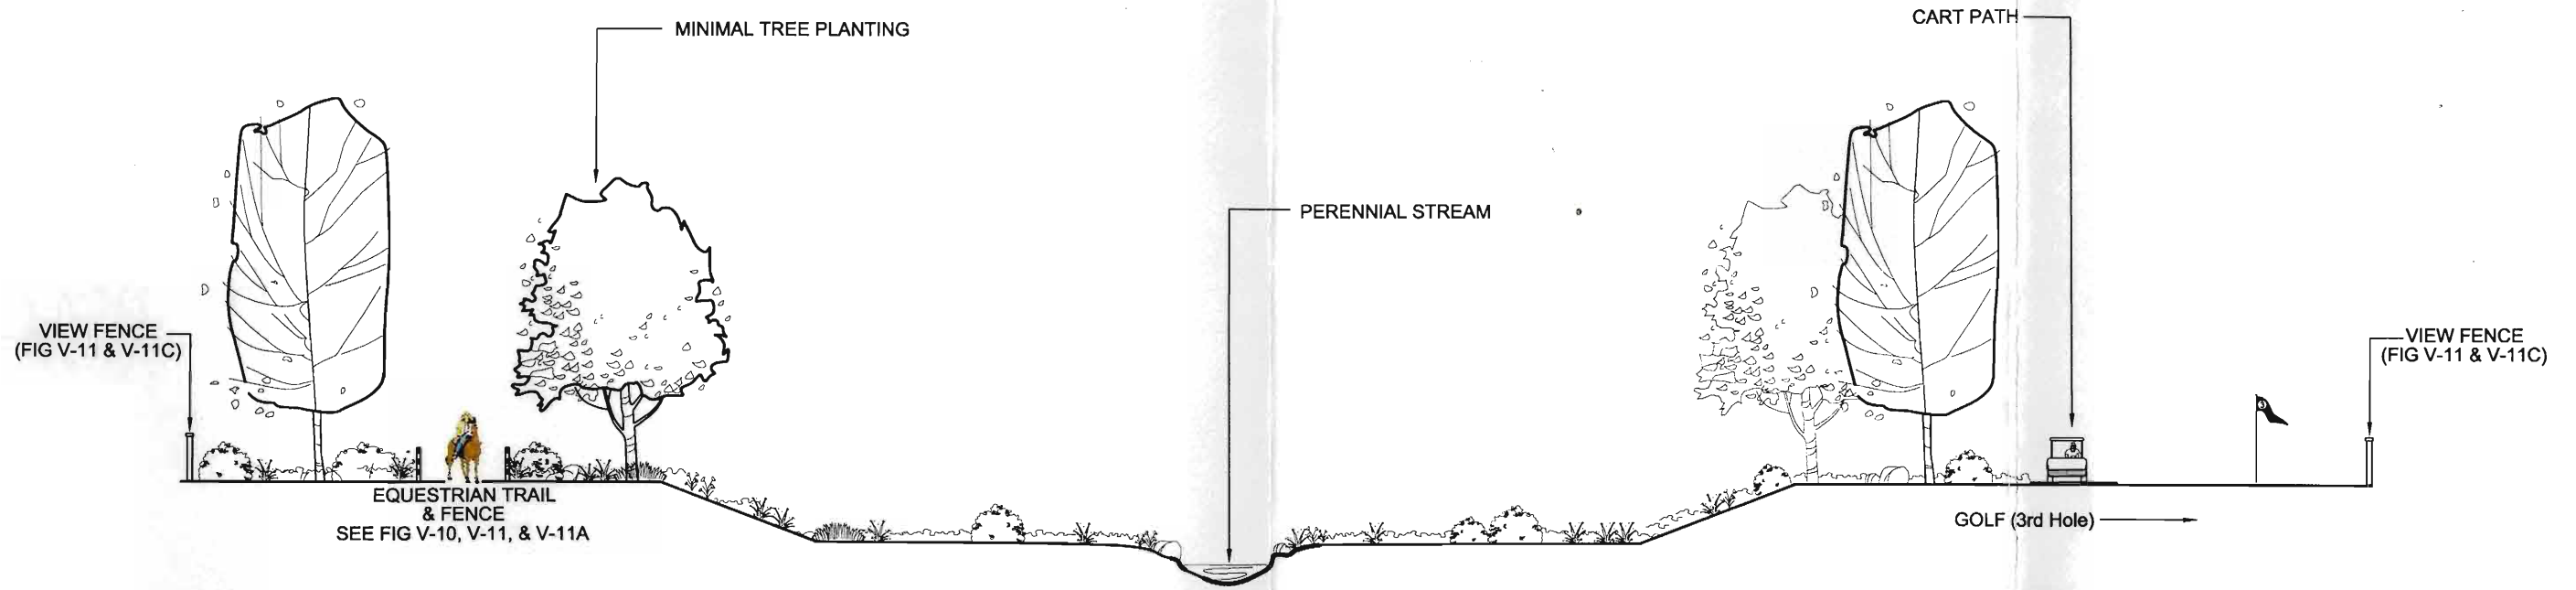 MINIMAL TREE PLANTING
CART PATH
PERENNIAL STREAM
VIEW FENCE
(FIG V-11 & V-11C)
VIEW FENCE
(FIG V-11 & V-11C)
EQUESTRIAN TRAIL
& FENCE
SEE FIG V-10, V-11, & V-11A
GOLF (3rd Hole)
3